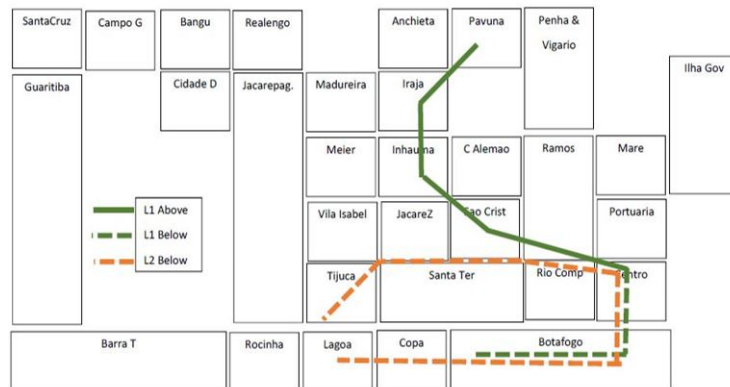 SantaCruz
Campo G
Bangu
Realengo
Anchieta
Pavuna
Penha &
Vigario
Ilha Gov
Guaritiba
Cidade D
Jacarepag.
Madureira
Iraja
Meier
Inhauma
C Alemao
Ramos
Mare
L1 Above
L1 Below
L2 Below
Vila Isabel
JacareZ
Sao Crist
Portuaria
Tijuca
Santa Ter
Rio Comp
Centro
Barra T
Rocinha
Lagoa
Copa
Botafogo